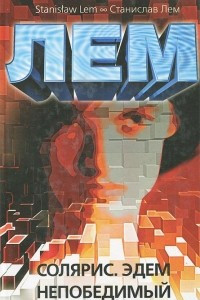 Stanisław Lem ∞ Станислав Лем
ЛЕМ
СОЛЯРИС. ЭДЕМ
НЕПОБЕДИМЫЙ